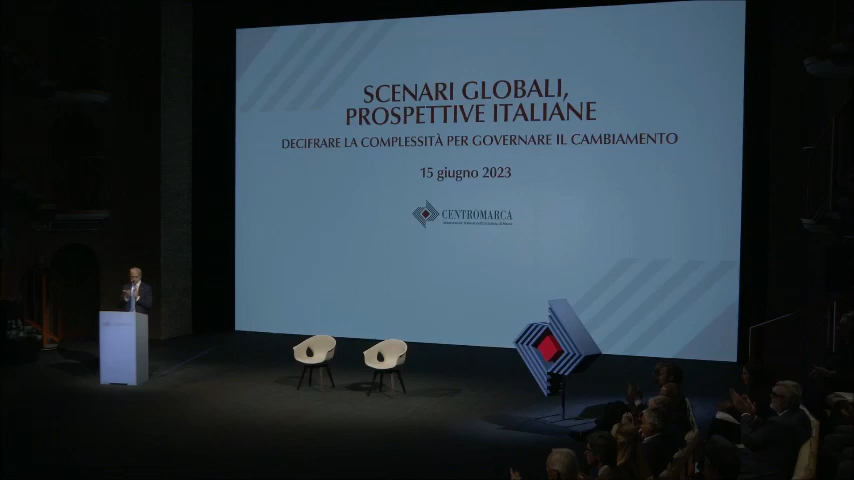 SCENARI GLOBALI,
PROSPETTIVE ITALIANE
DECIFRARE LA COMPLESSITÀ PER GOVERNARE IL CAMBIAMENTO
15 giugno 2023
CENTROMARCA